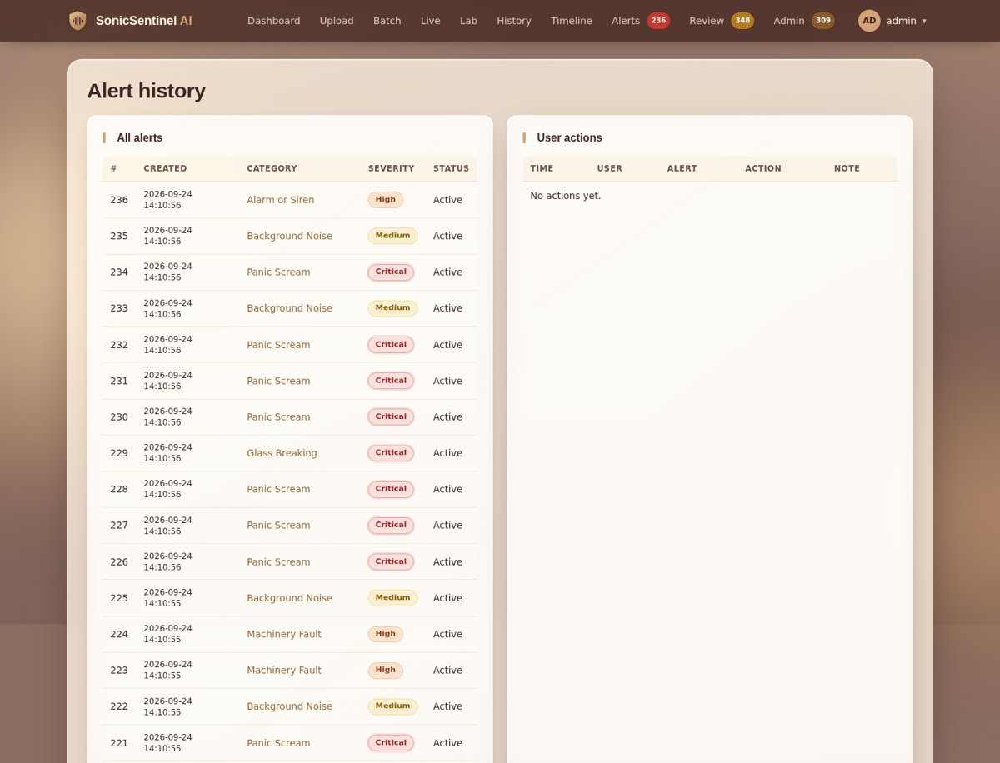 SonicSentinel AI
Dashboard Upload Batch Live Lab History Timeline Alerts 236 Review 348 Admin 309 AD admin ▾
Alert history
All alerts
# CREATED CATEGORY SEVERITY STATUS
236 2026-09-24 14:10:56 Alarm or Siren High Active
235 2026-09-24 14:10:56 Background Noise Medium Active
234 2026-09-24 14:10:56 Panic Scream Critical Active
233 2026-09-24 14:10:56 Background Noise Medium Active
232 2026-09-24 14:10:56 Panic Scream Critical Active
231 2026-09-24 14:10:56 Panic Scream Critical Active
230 2026-09-24 14:10:56 Panic Scream Critical Active
229 2026-09-24 14:10:56 Glass Breaking Critical Active
228 2026-09-24 14:10:56 Panic Scream Critical Active
227 2026-09-24 14:10:56 Panic Scream Critical Active
226 2026-09-24 14:10:56 Panic Scream Critical Active
225 2026-09-24 14:10:55 Background Noise Medium Active
224 2026-09-24 14:10:55 Machinery Fault High Active
223 2026-09-24 14:10:55 Machinery Fault High Active
222 2026-09-24 14:10:55 Background Noise Medium Active
221 2026-09-24 14:10:55 Panic Scream Critical Active
User actions
TIME USER ALERT ACTION NOTE
No actions yet.